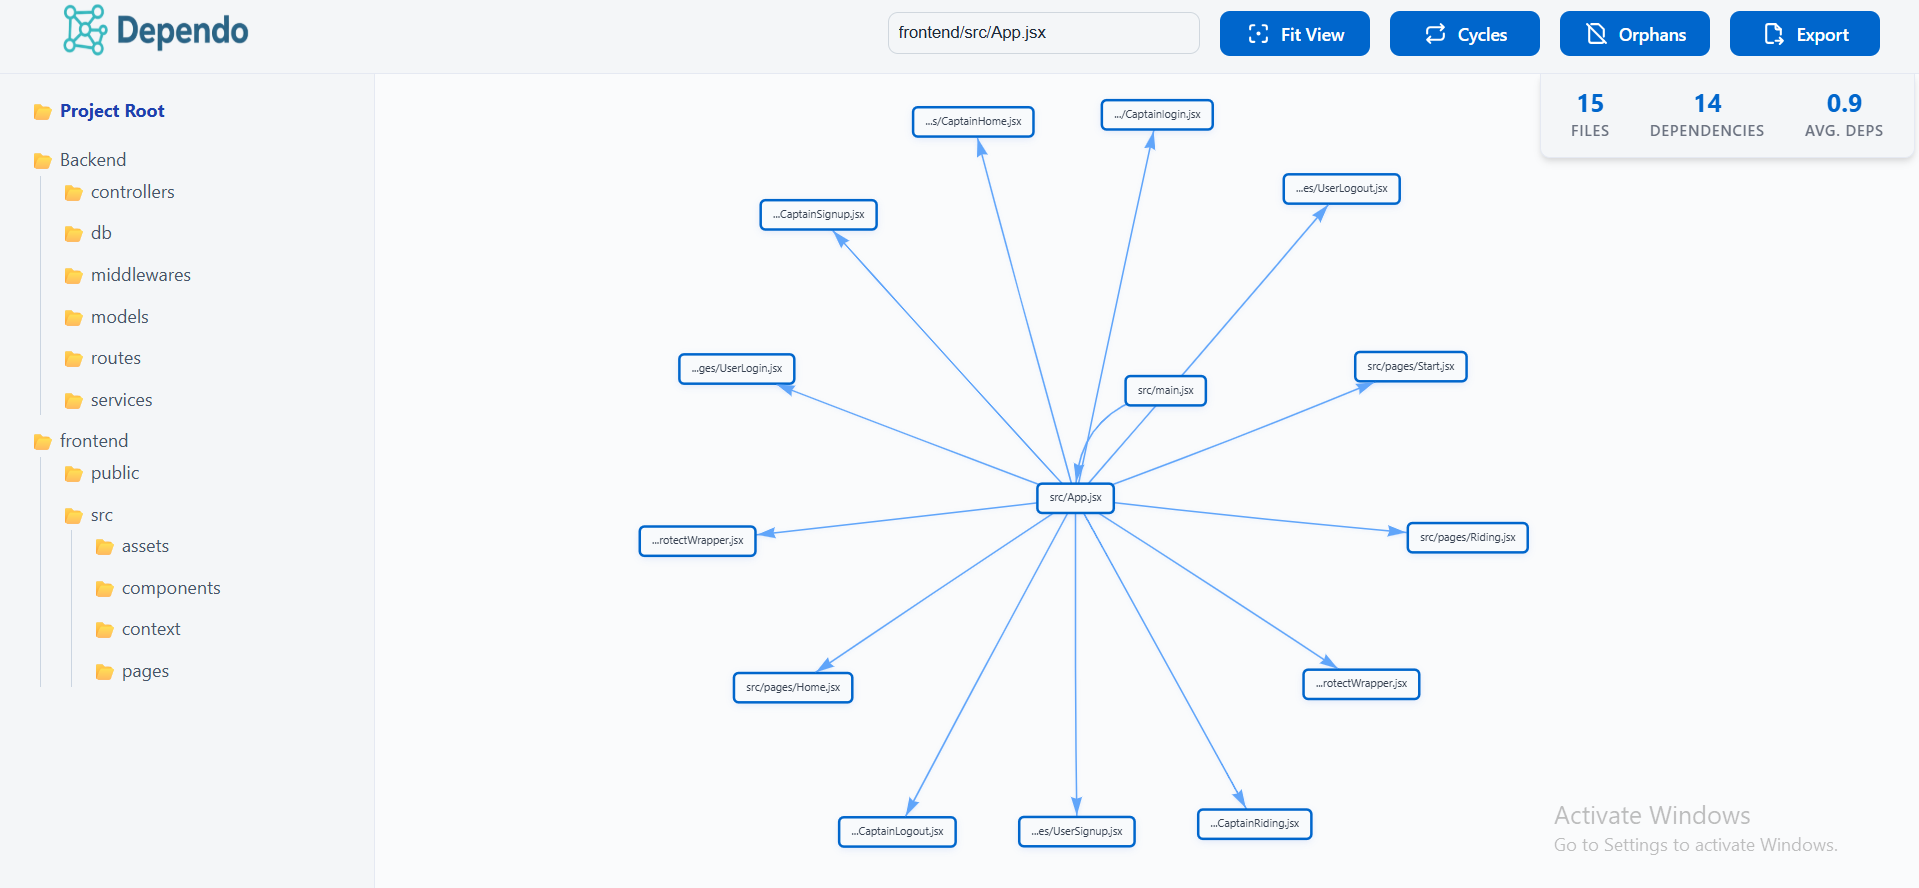 Dependo
frontend/src/App.jsx
Fit View
Cycles
Orphans
Export
Project Root
Backend
controllers
db
middlewares
models
routes
services
frontend
public
src
assets
components
context
pages
15
FILES
14
DEPENDENCIES
0.9
AVG. DEPS
...s/CaptainHome.jsx
.../Captainlogin.jsx
...es/UserLogout.jsx
...CaptainSignup.jsx
...ges/UserLogin.jsx
src/main.jsx
src/pages/Start.jsx
src/App.jsx
...rotectWrapper.jsx
src/pages/Riding.jsx
src/pages/Home.jsx
...rotectWrapper.jsx
...CaptainLogout.jsx
...es/UserSignup.jsx
...CaptainRiding.jsx
Activate Windows
Go to Settings to activate Windows.